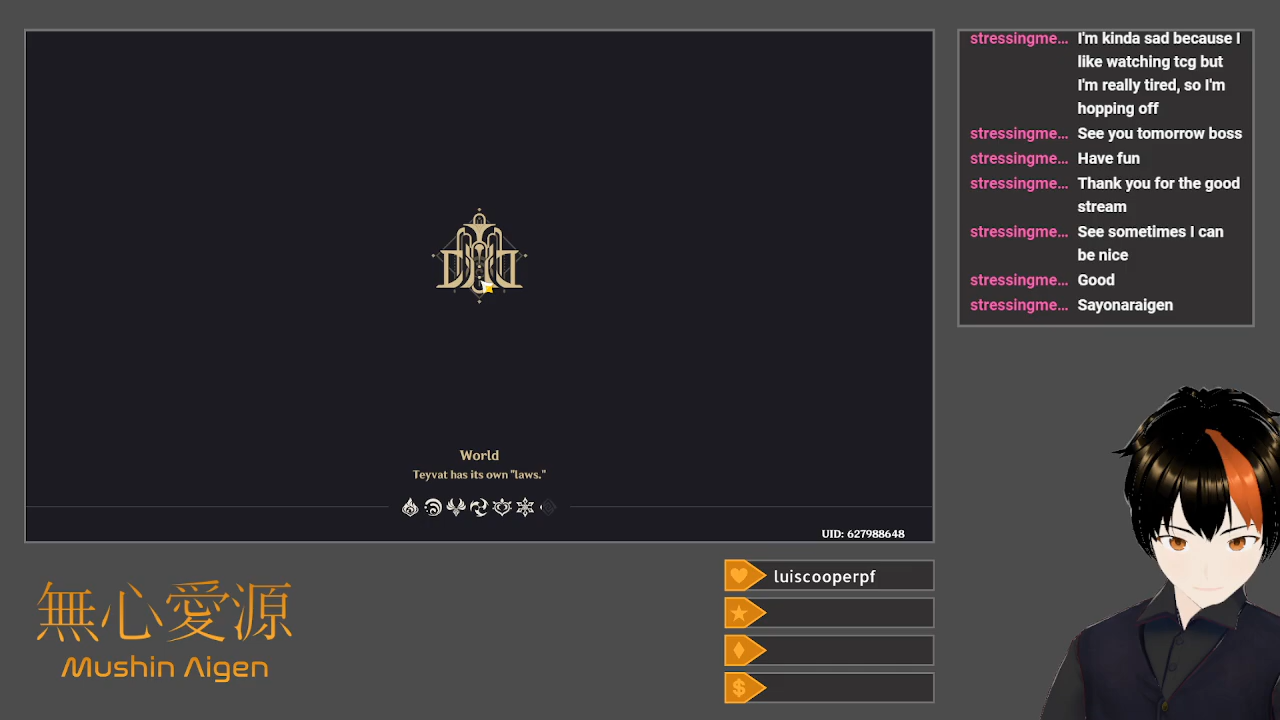 stressingme... I'm kinda sad because I
like watching tcg but
I'm really tired, so I'm
hopping off
stressingme... See you tomorrow boss
stressingme... Have fun
stressingme... Thank you for the good
stream
stressingme... See sometimes I can
be nice
stressingme... Good
stressingme... Sayonaraigen
World
Teyvat has its own "laws."
UID: 627988648
luiscooperpf
無心愛源
Mushin Aigen